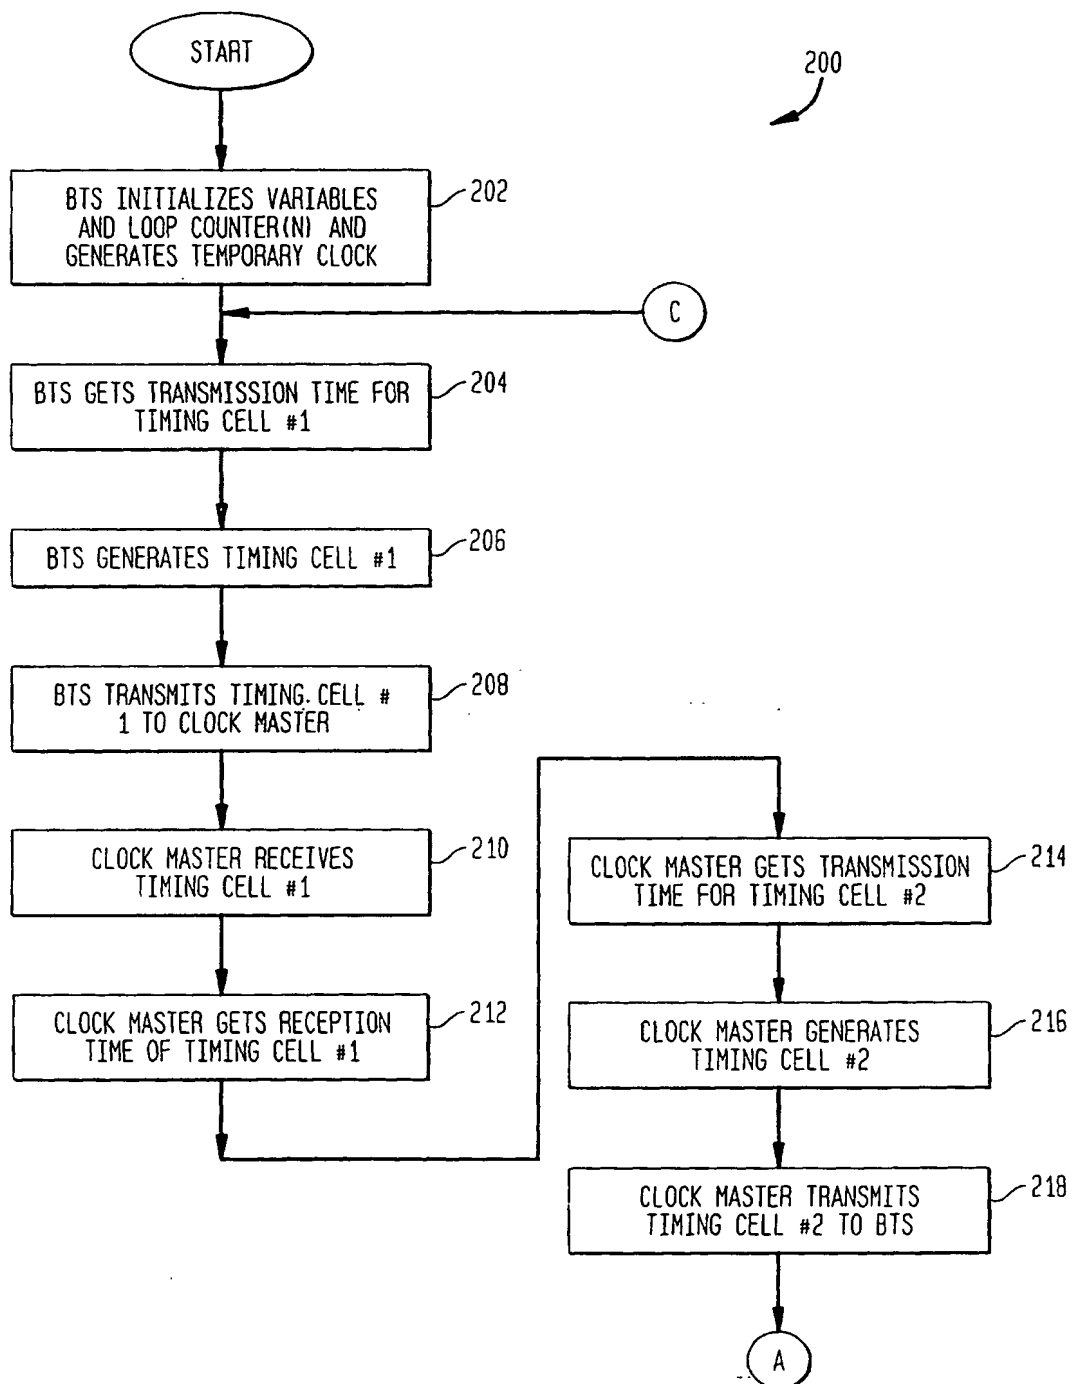 START
200
BTS INITIALIZES VARIABLES
AND LOOP COUNTER(N) AND
GENERATES TEMPORARY CLOCK
202
C
BTS GETS TRANSMISSION TIME FOR
TIMING CELL #1
204
BTS GENERATES TIMING CELL #1
206
BTS TRANSMITS TIMING CELL #
1 TO CLOCK MASTER
208
CLOCK MASTER RECEIVES
TIMING CELL #1
210
CLOCK MASTER GETS RECEPTION
TIME OF TIMING CELL #1
212
CLOCK MASTER GETS TRANSMISSION
TIME FOR TIMING CELL #2
214
CLOCK MASTER GENERATES
TIMING CELL #2
216
CLOCK MASTER TRANSMITS
TIMING CELL #2 TO BTS
218
A